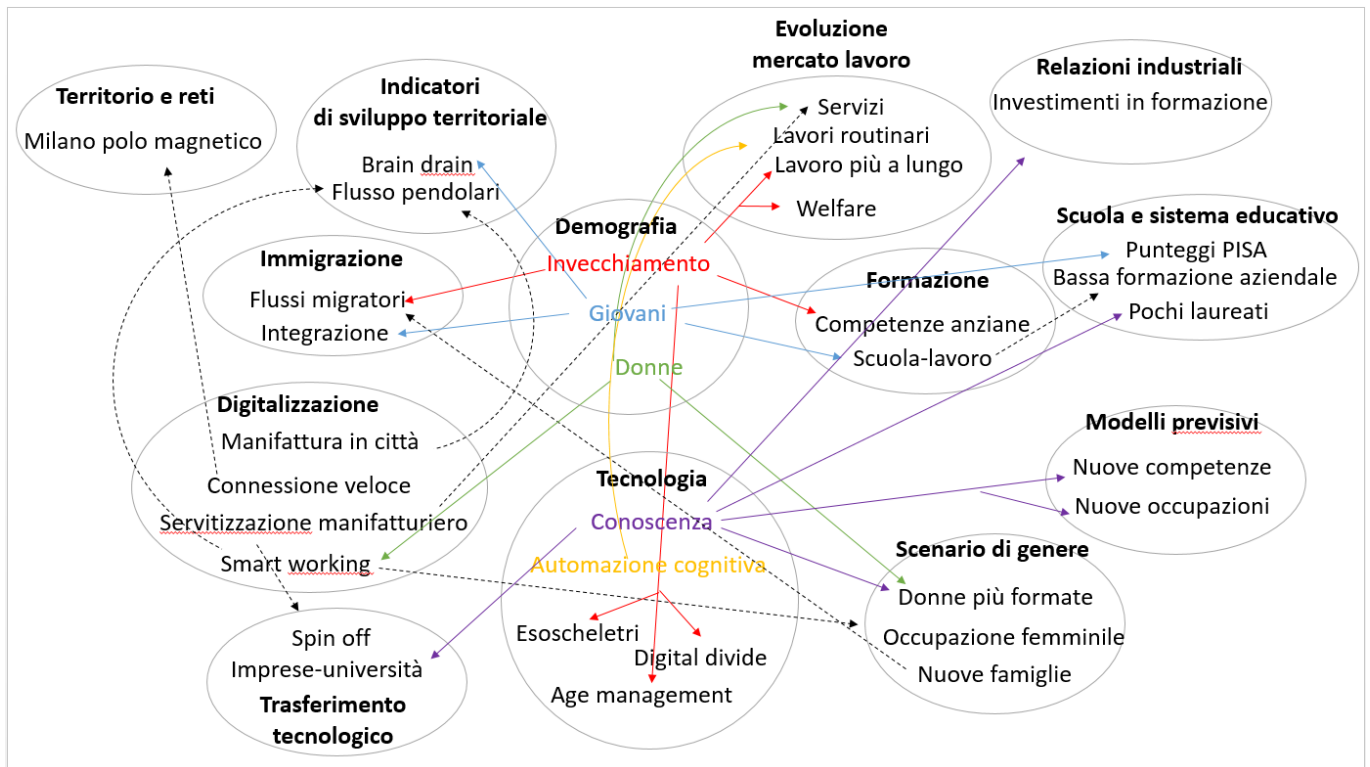 Evoluzione
mercato lavoro
Servizi
Lavori routinari
Lavoro più a lungo
Welfare
Relazioni industriali
Investimenti in formazione
Territorio e reti
Milano polo magnetico
Indicatori
di sviluppo territoriale
Brain drain
Flusso pendolari
Demografia
Invecchiamento
Giovani
Donne
Scuola e sistema educativo
Punteggi PISA
Bassa formazione aziendale
Pochi laureati
Immigrazione
Flussi migratori
Integrazione
Formazione
Competenze anziane
Scuola-lavoro
Digitalizzazione
Manifattura in città
Connessione veloce
Servitizzazione manifatturiero
Smart working
Tecnologia
Conoscenza
Automazione cognitiva
Esoscheletri
Digital divide
Age management
Modelli previsivi
Nuove competenze
Nuove occupazioni
Scenario di genere
Donne più formate
Occupazione femminile
Nuove famiglie
Spin off
Imprese-università
Trasferimento
tecnologico